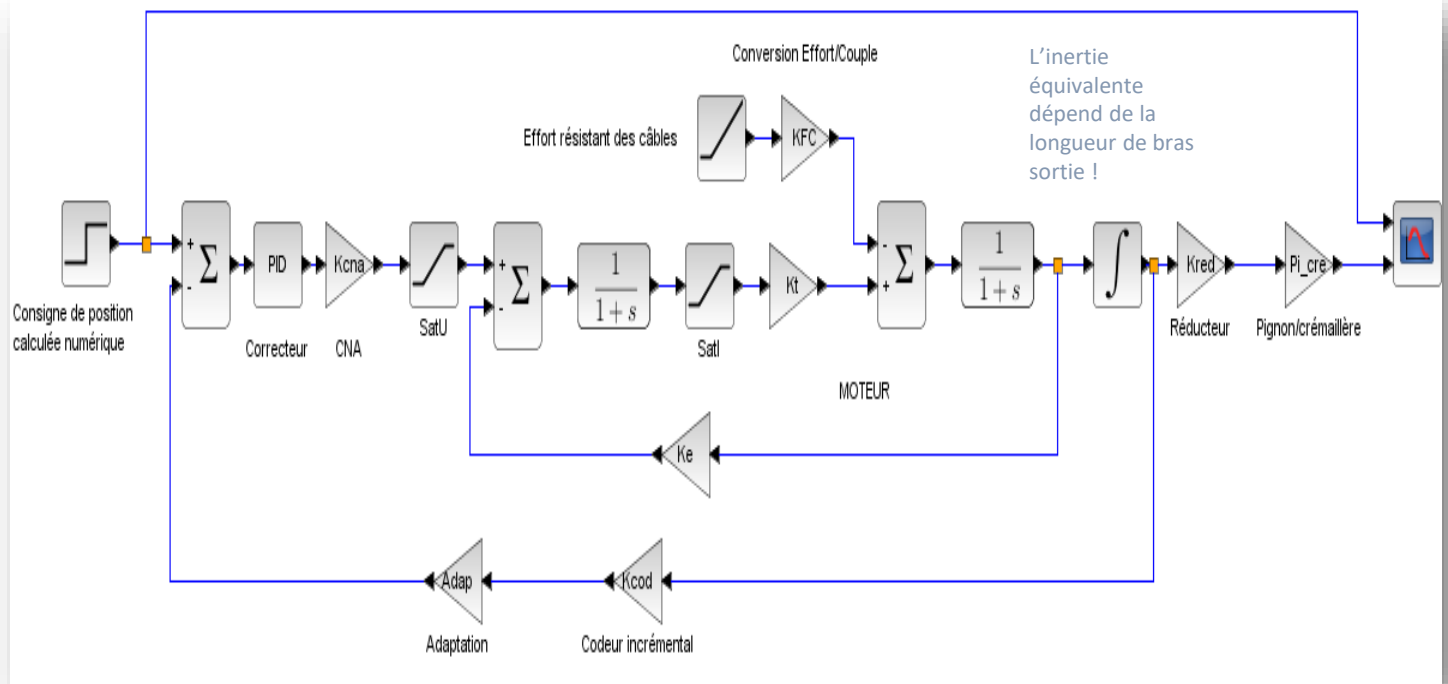 Conversion Effort/Couple
L'inertie
équivalente
dépend de la
longueur de bras
sortie !
Effort résistant des câbles
KFC
+
-
Σ
PID
Kcna
+
-
Σ
1
1 + s
Kt
-
+
Σ
1
1 + s
∫
Kred
Pi_cre
Consigne de position
calculée numérique
Correcteur
CNA
SatU
SatI
Réducteur
Pignon/crémaillère
MOTEUR
Ke
Adap
Kcod
Adaptation
Codeur incrémental